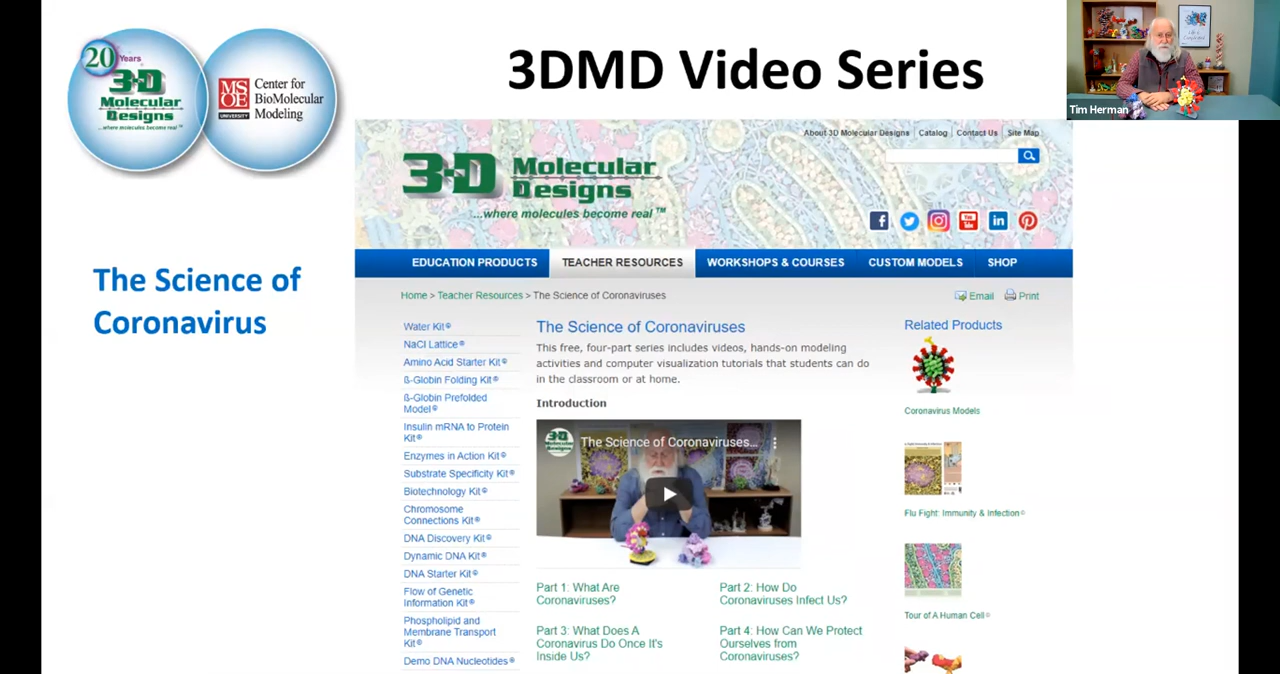 20 Years
3-D
Molecular
Designs
...where molecules become real ™
MSOE
UNIVERSITY
Center for
BioMolecular
Modeling
3DMD Video Series
Tim Herman
The Science of
Coronavirus
About 3D Molecular Designs
Catalog
Contact Us
Site Map
3-D Molecular
Designs
...where molecules become real ™
EDUCATION PRODUCTS
TEACHER RESOURCES
WORKSHOPS & COURSES
CUSTOM MODELS
SHOP
Home > Teacher Resources > The Science of Coronaviruses
Email
Print
Water Kit©
NaCl Lattice®
Amino Acid Starter Kit©
ß-Globin Folding Kit©
ß-Globin Prefolded
Model©
Insulin mRNA to Protein
Kit©
Enzymes in Action Kit©
Substrate Specificity Kit©
Biotechnology Kit©
Chromosome
Connections Kit©
DNA Discovery Kit©
Dynamic DNA Kit©
DNA Starter Kit©
Flow of Genetic
Information Kit©
Phospholipid and
Membrane Transport
Kit©
Demo DNA Nucleotides©
The Science of Coronaviruses
This free, four-part series includes videos, hands-on modeling
activities and computer visualization tutorials that students can do
in the classroom or at home.
Introduction
3-D
The Science of Coronaviruses...
Part 1: What Are
Coronaviruses?
Part 2: How Do
Coronaviruses Infect Us?
Part 3: What Does A
Coronavirus Do Once It's
Inside Us?
Part 4: How Can We Protect
Ourselves from
Coronaviruses?
Related Products
Coronavirus Models
Flu Fight: Immunity & Infection©
Tour of A Human Cell©